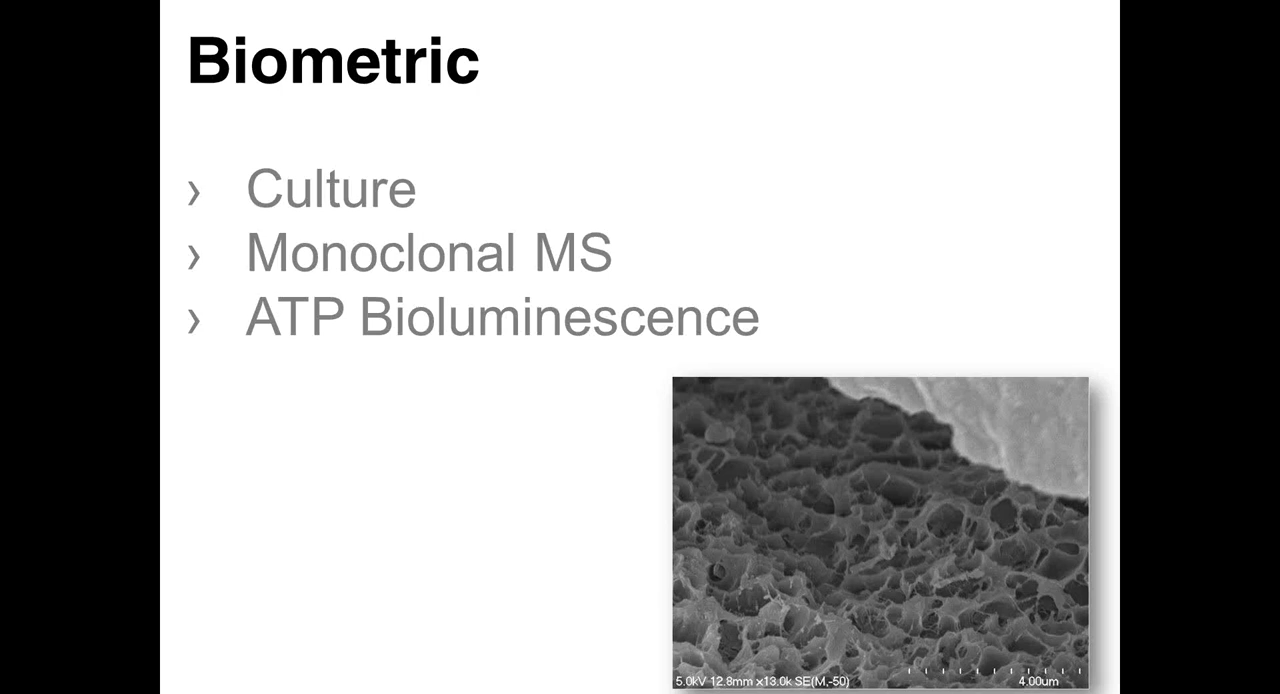 Biometric
› Culture
› Monoclonal MS
› ATP Bioluminescence
5.0kV 12.8mm x13.0k SE(M,-50) 4.00um